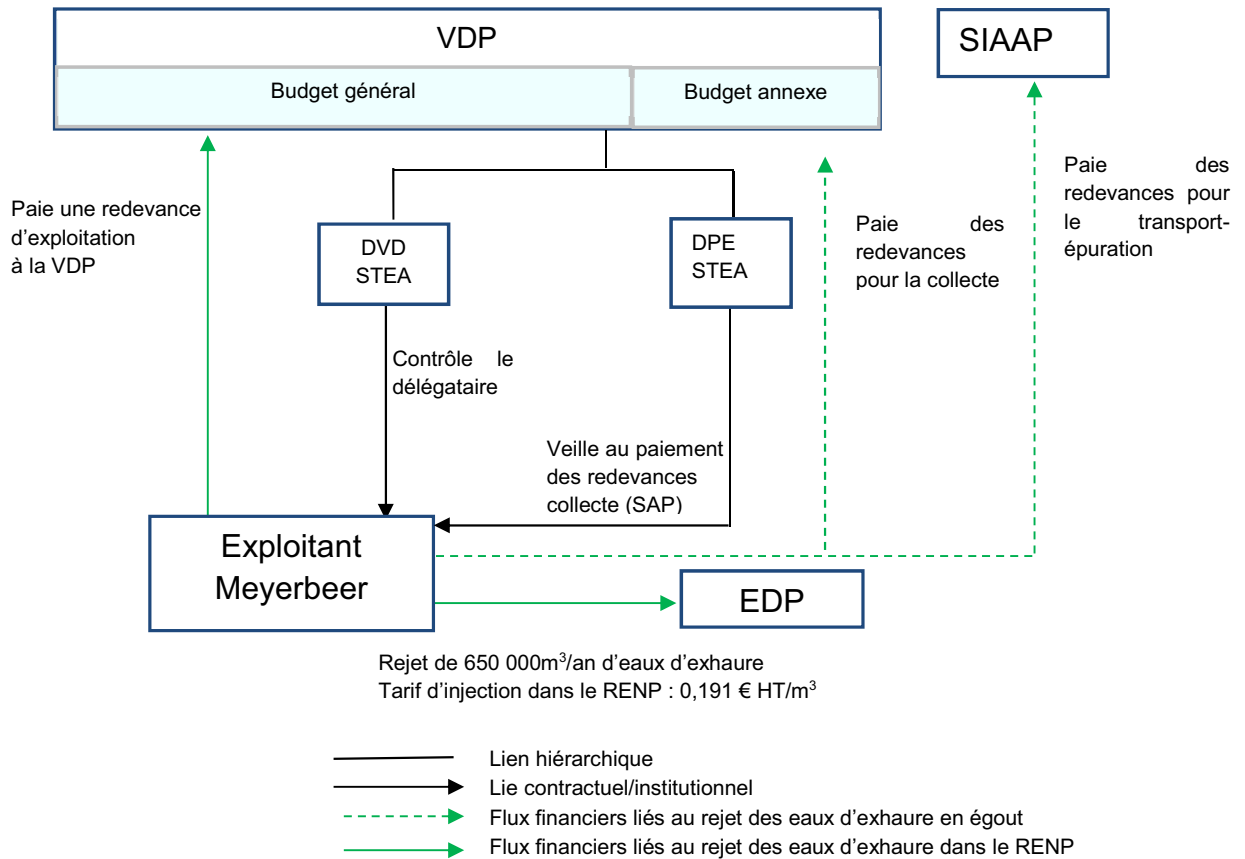 VDP
SIAAP
Budget général
Budget annexe
Paie une redevance
d'exploitation
à la VDP
DVD
STEA
DPE
STEA
Paie des
redevances
pour la collecte
Paie des
redevances pour
le transport-
épuration
Contrôle le
délégataire
Veille au paiement
des redevances
collecte (SAP)
Exploitant
Meyerbeer
EDP
Rejet de 650 000m³/an d'eaux d'exhaure
Tarif d'injection dans le RENP : 0,191 € HT/m³
Lien hiérarchique
Lie contractuel/institutionnel
Flux financiers liés au rejet des eaux d'exhaure en égout
Flux financiers liés au rejet des eaux d'exhaure dans le RENP